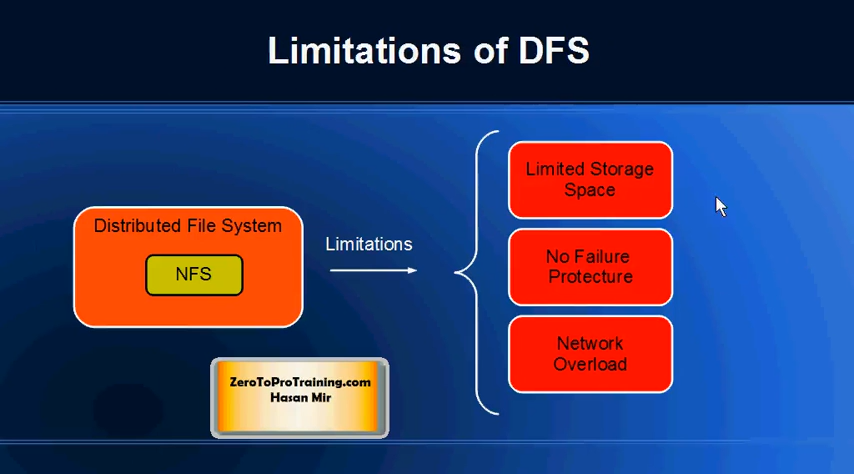 Limitations of DFS
Distributed File System
NFS
Limitations
Limited Storage
Space
No Failure
Protecture
Network
Overload
ZeroToProTraining.com
Hasan Mir